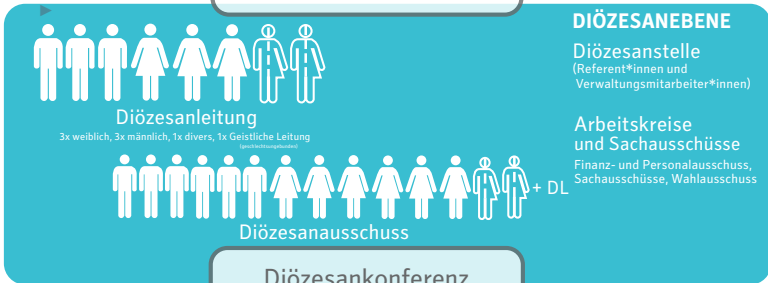 DIÖZESANEBENE
Diözesanstelle
(Referent*innen und
Verwaltungsmitarbeiter*innen)
Arbeitskreise
und Sachausschüsse
Finanz- und Personalausschuss,
Sachausschüsse, Wahlausschuss
Diözesanleitung
3x weiblich, 3x männlich, 1x divers, 1x Geistliche Leitung
(geschlechtsungebunden)
+ DL
Diözesanausschuss
Diözesankonferenz